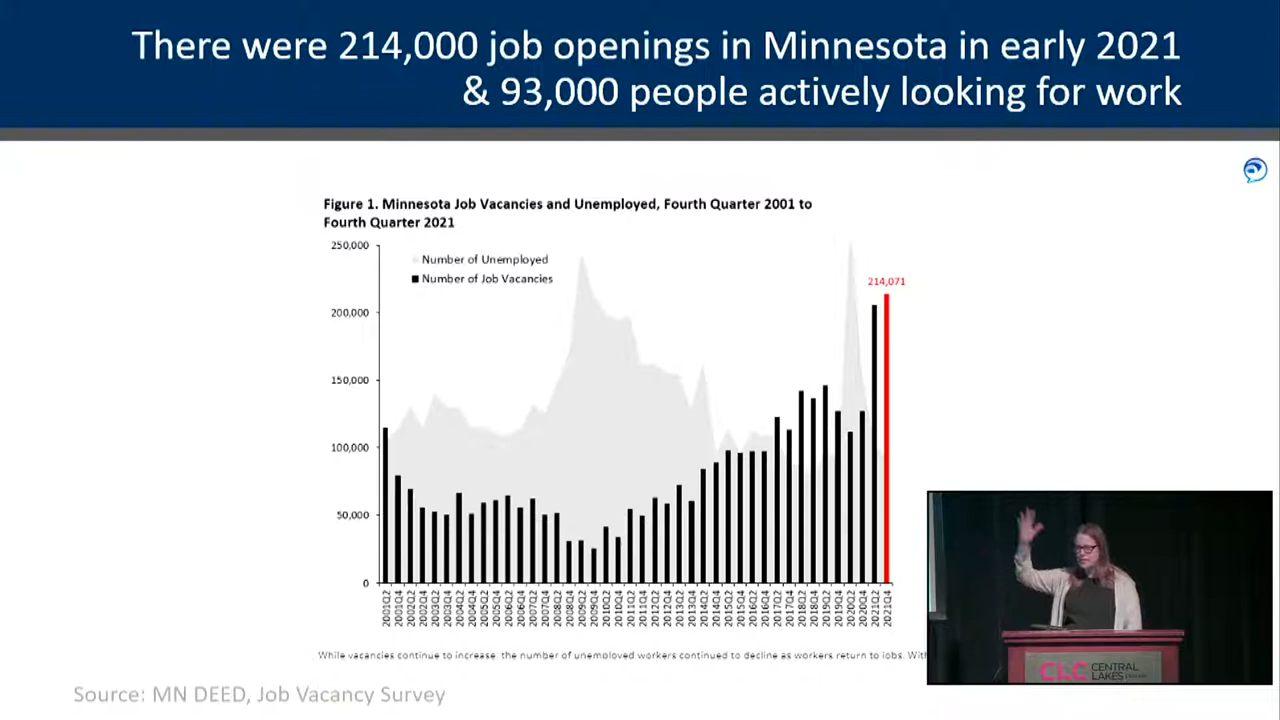 There were 214,000 job openings in Minnesota in early 2021
& 93,000 people actively looking for work
Figure 1. Minnesota Job Vacancies and Unemployed, Fourth Quarter 2001 to
Fourth Quarter 2021
250,000
200,000
150,000
100,000
50,000
0
Number of Unemployed
Number of Job Vacancies
214,071
2001Q2
2001Q4
2002Q2
2002Q4
2003Q2
2003Q4
2004Q2
2004Q4
2005Q2
2005Q4
2006Q2
2006Q4
2007Q2
2007Q4
2008Q2
2008Q4
2009Q2
2009Q4
2010Q2
2010Q4
2011Q2
2011Q4
2012Q2
2012Q4
2013Q2
2013Q4
2014Q2
2014Q4
2015Q2
2015Q4
2016Q2
2016Q4
2017Q2
2017Q4
2018Q2
2018Q4
2019Q2
2019Q4
2020Q2
2020Q4
2021Q2
2021Q4
While vacancies continue to increase, the number of unemployed workers continued to decline as workers return to jobs. With
Source: MN DEED, Job Vacancy Survey
CLC CENTRAL
LAKES